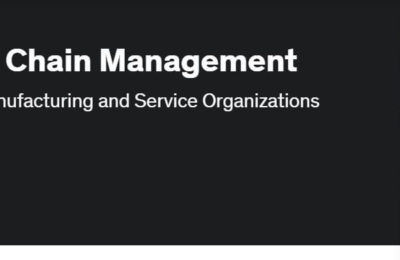 Chain Management
nufacturing and Service Organizations